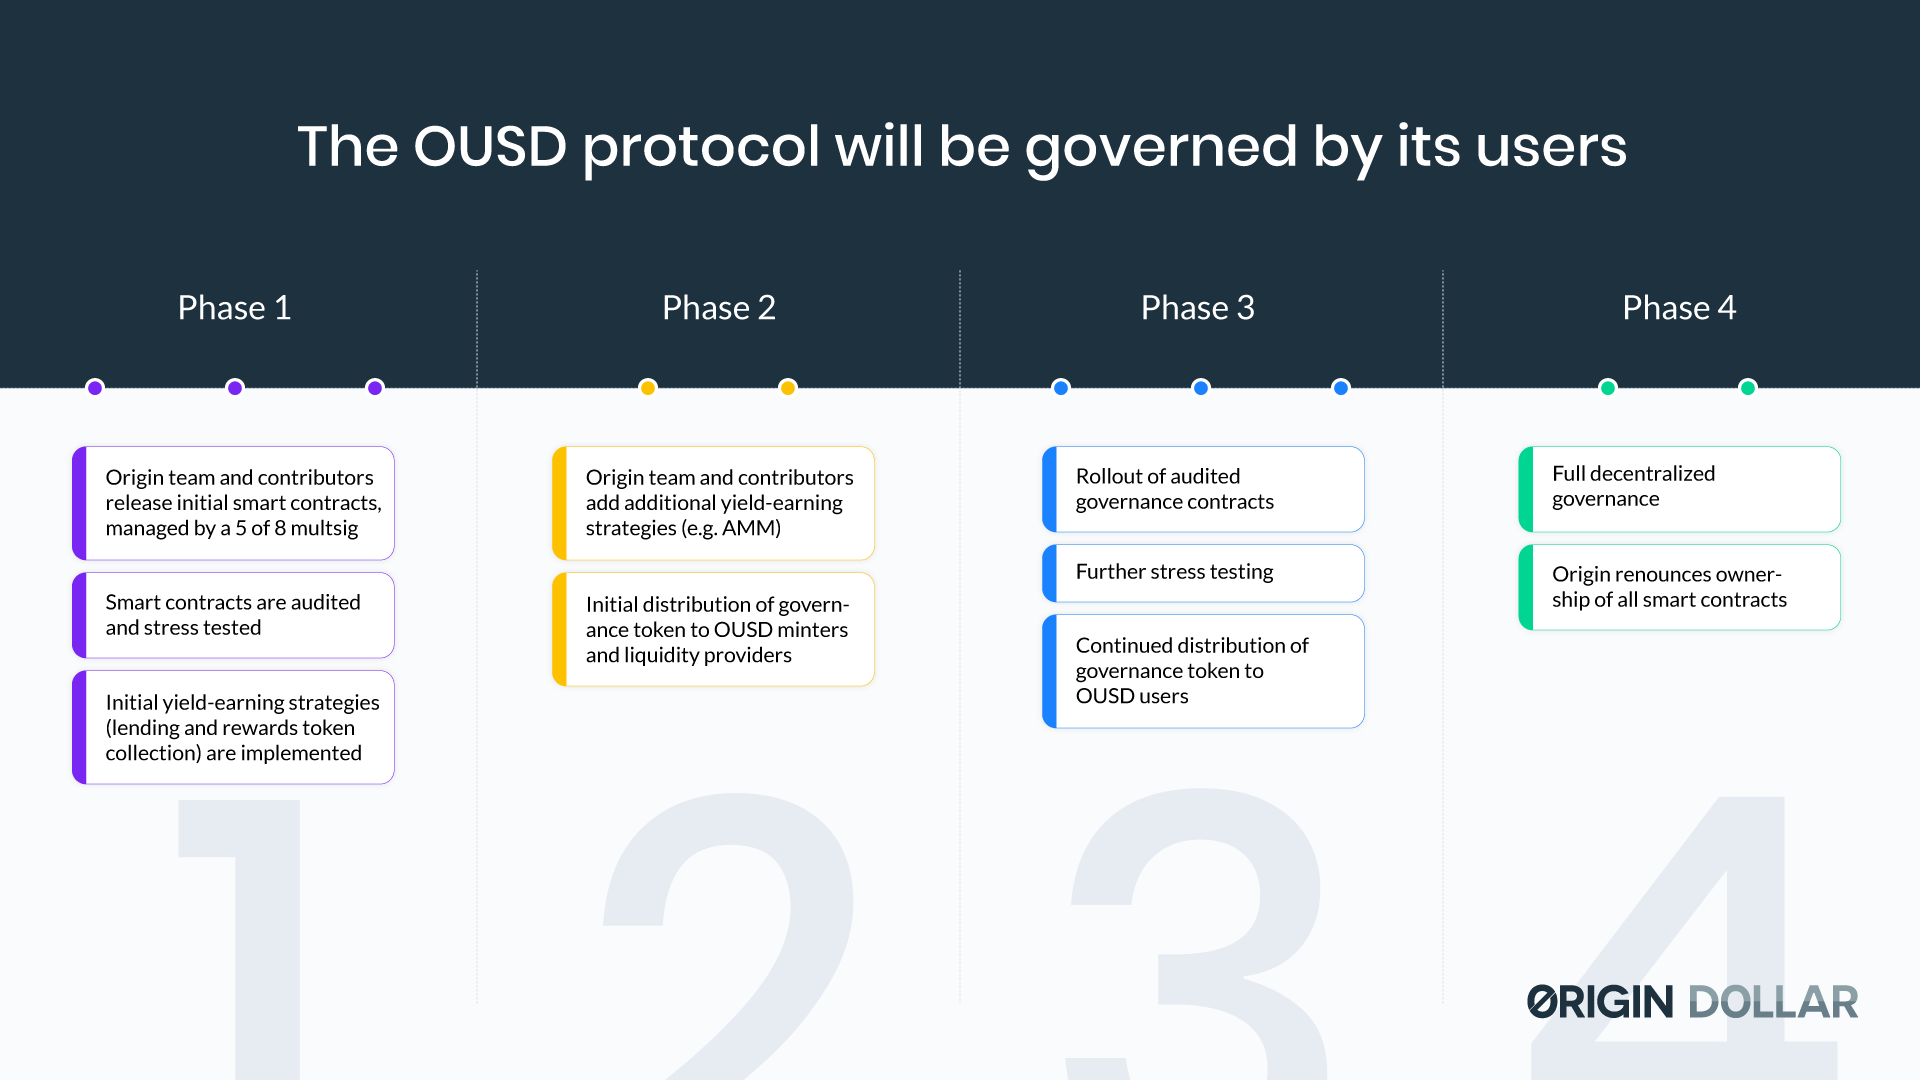 The OUSD protocol will be governed by its users
Phase 1
Phase 2
Phase 3
Phase 4
Origin team and contributors
release initial smart contracts,
managed by a 5 of 8 multsig
Smart contracts are audited
and stress tested
Initial yield-earning strategies
(lending and rewards token
collection) are implemented
Origin team and contributors
add additional yield-earning
strategies (e.g. AMM)
Initial distribution of govern-
ance token to OUSD minters
and liquidity providers
Rollout of audited
governance contracts
Further stress testing
Continued distribution of
governance token to
OUSD users
Full decentralized
governance
Origin renounces owner-
ship of all smart contracts
1
2
3
4
ORIGIN DOLLAR